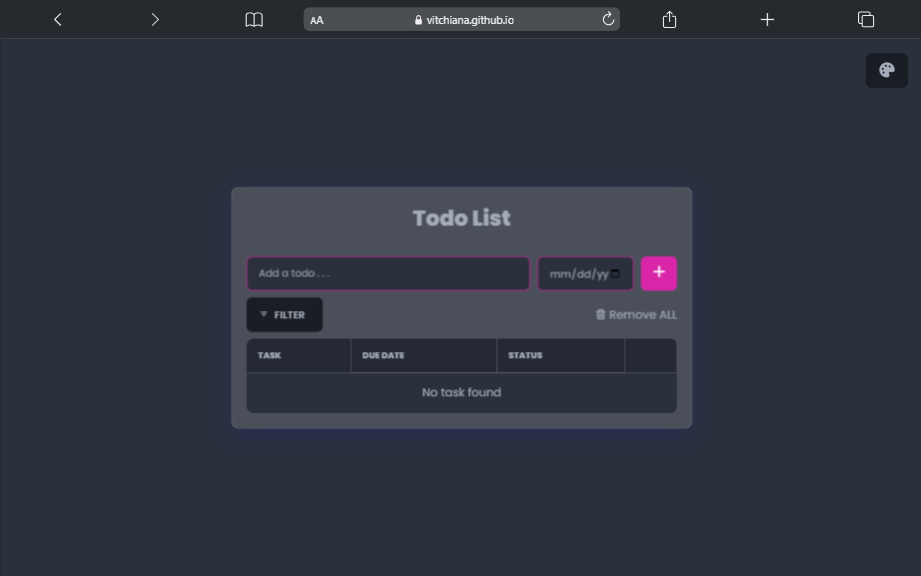 AA vitchiana.github.io
Todo List
Add a todo . . . mm/dd/yy +
FILTER Remove ALL
TASK DUE DATE STATUS
No task found